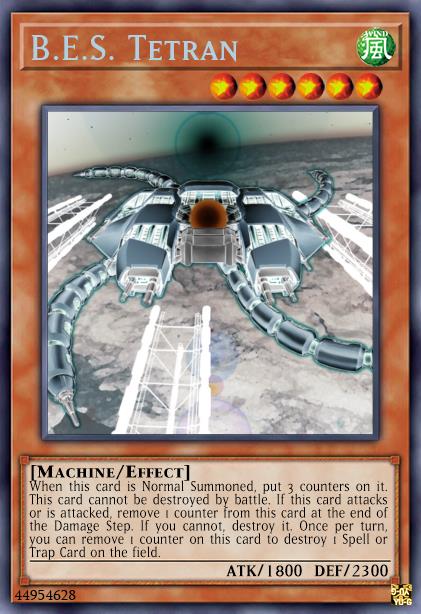 B.E.S. Tetran
WIND
風
[Machine/Effect]
When this card is Normal Summoned, put 3 counters on it.
This card cannot be destroyed by battle. If this card attacks
or is attacked, remove 1 counter from this card at the end of
the Damage Step. If you cannot, destroy it. Once per turn,
you can remove 1 counter on this card to destroy 1 Spell or
Trap Card on the field.
ATK/1800 DEF/2300
44954628